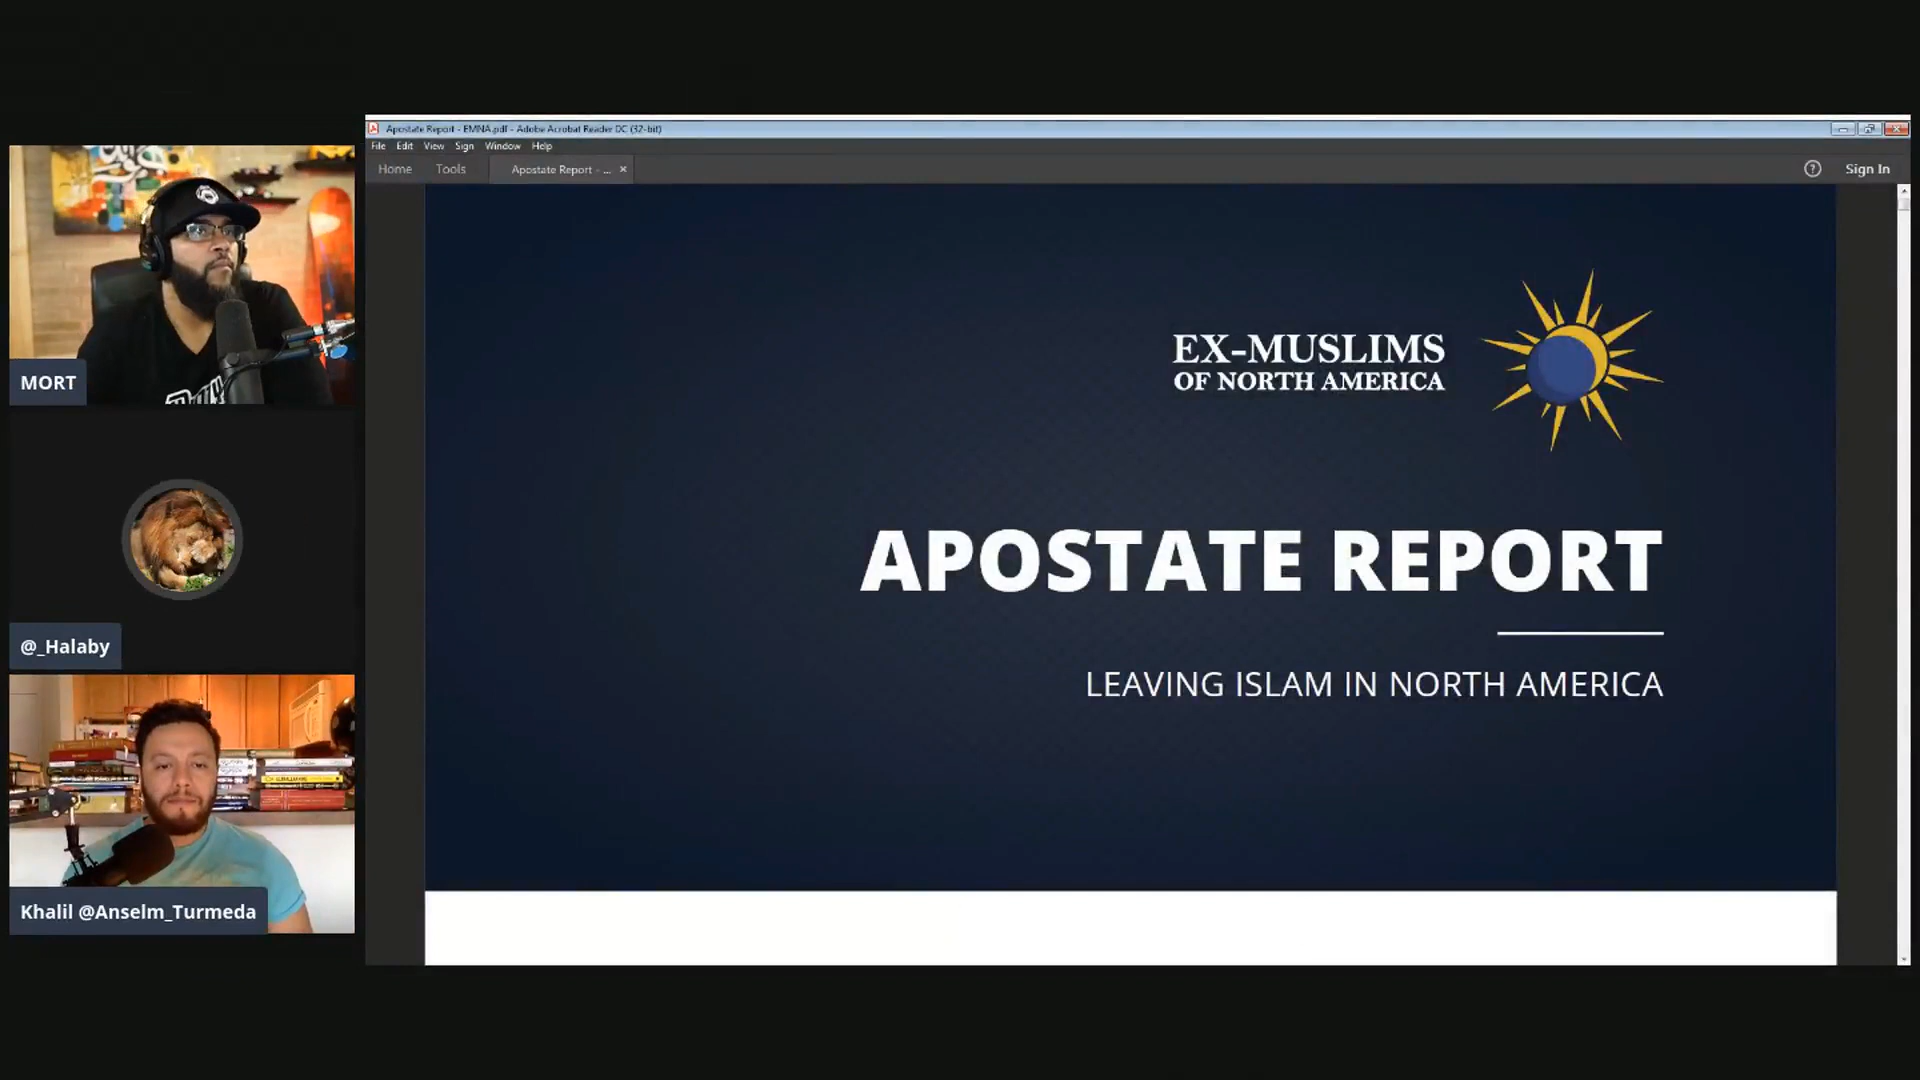 Apostate Report - EMNA.pdf - Adobe Acrobat Reader DC (32-bit)
File Edit View Sign Window Help
Home Tools Apostate Report - ... × ? Sign In
EX-MUSLIMS
OF NORTH AMERICA
APOSTATE REPORT
LEAVING ISLAM IN NORTH AMERICA
MORT
@_Halaby
Khalil @Anselm_Turmeda